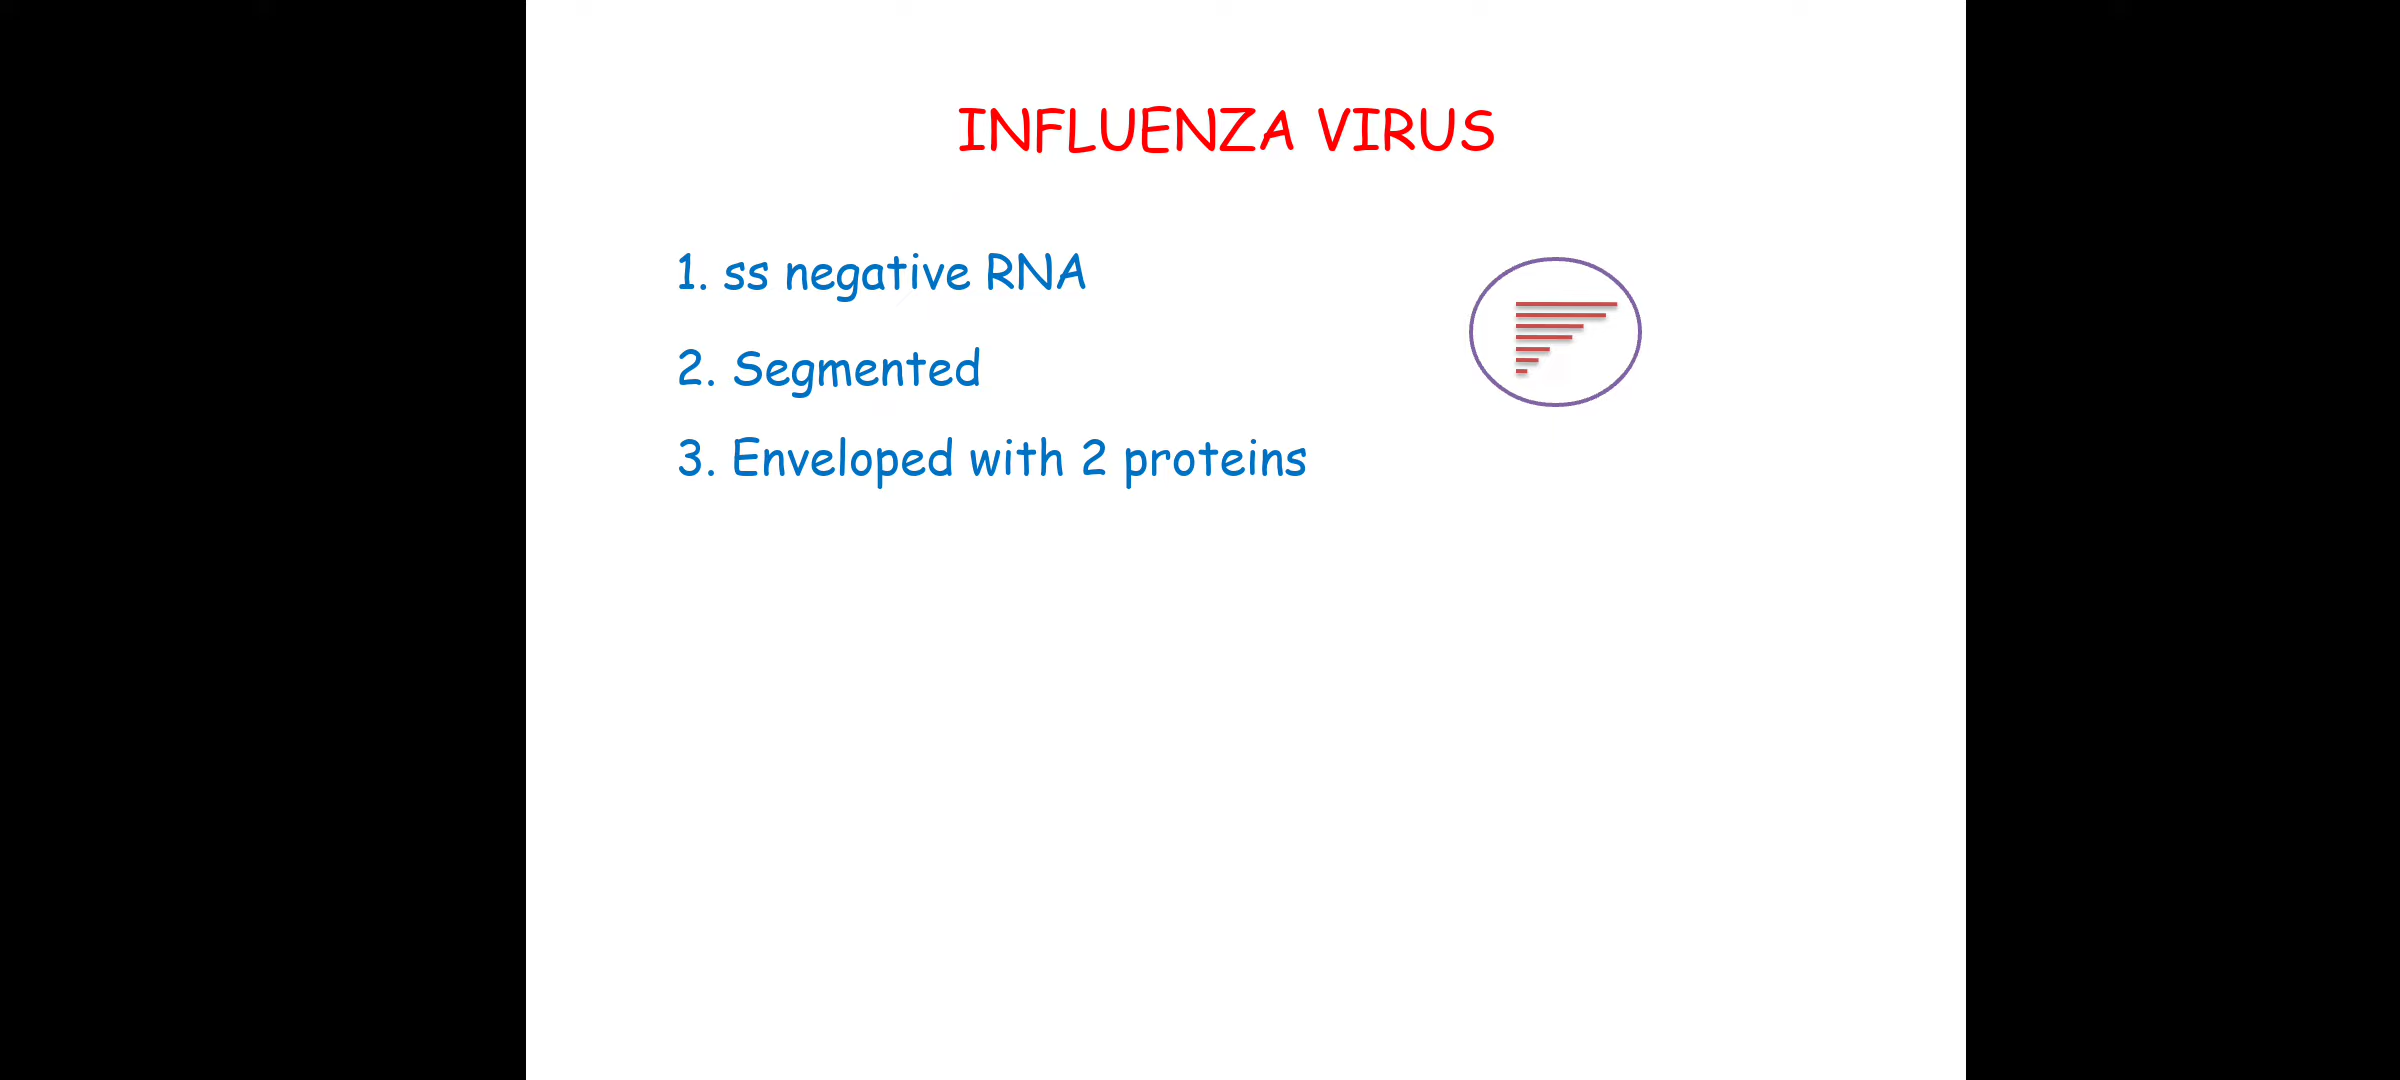 INFLUENZA VIRUS
1. ss negative RNA
2. Segmented
3. Enveloped with 2 proteins